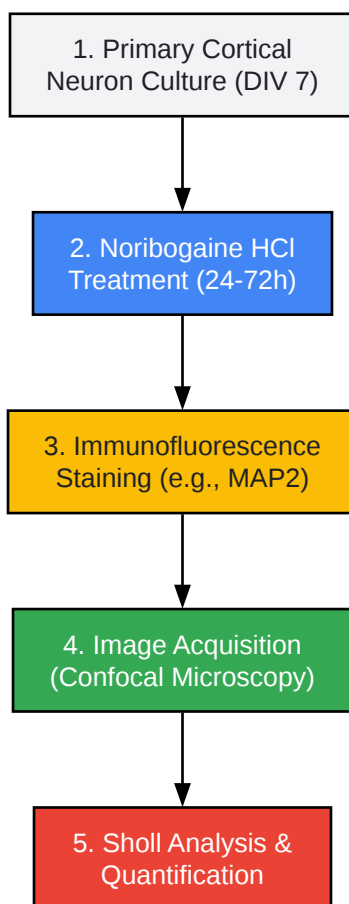 1. Primary Cortical
Neuron Culture (DIV 7)
2. Noribogaine HCl
Treatment (24-72h)
3. Immunofluorescence
Staining (e.g., MAP2)
4. Image Acquisition
(Confocal Microscopy)
5. Sholl Analysis &
Quantification